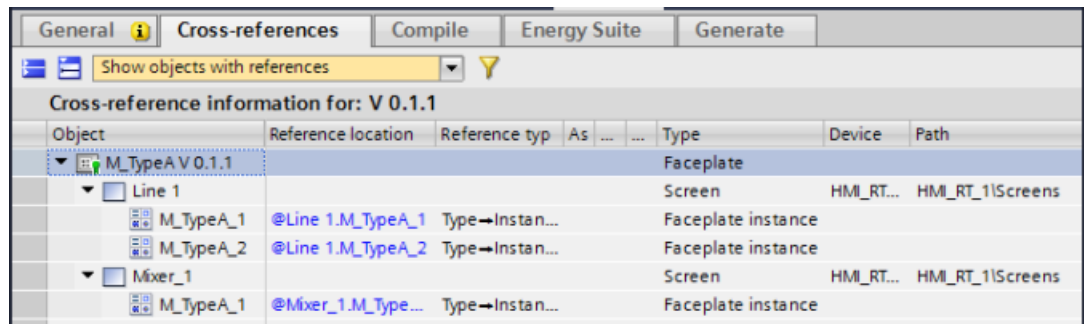 General Cross-references Compile Energy Suite Generate
Show objects with references
Cross-reference information for: V 0.1.1
Object Reference location Reference typ As ... ... Type Device Path
M_TypeA V 0.1.1 Faceplate
Line 1 Screen HMI_RT... HMI_RT_1\Screens
M_TypeA_1 @Line 1.M_TypeA_1 Type→Instan... Faceplate instance
M_TypeA_2 @Line 1.M_TypeA_2 Type→Instan... Faceplate instance
Mixer_1 Screen HMI_RT... HMI_RT_1\Screens
M_TypeA_1 @Mixer_1.M_Type... Type→Instan... Faceplate instance